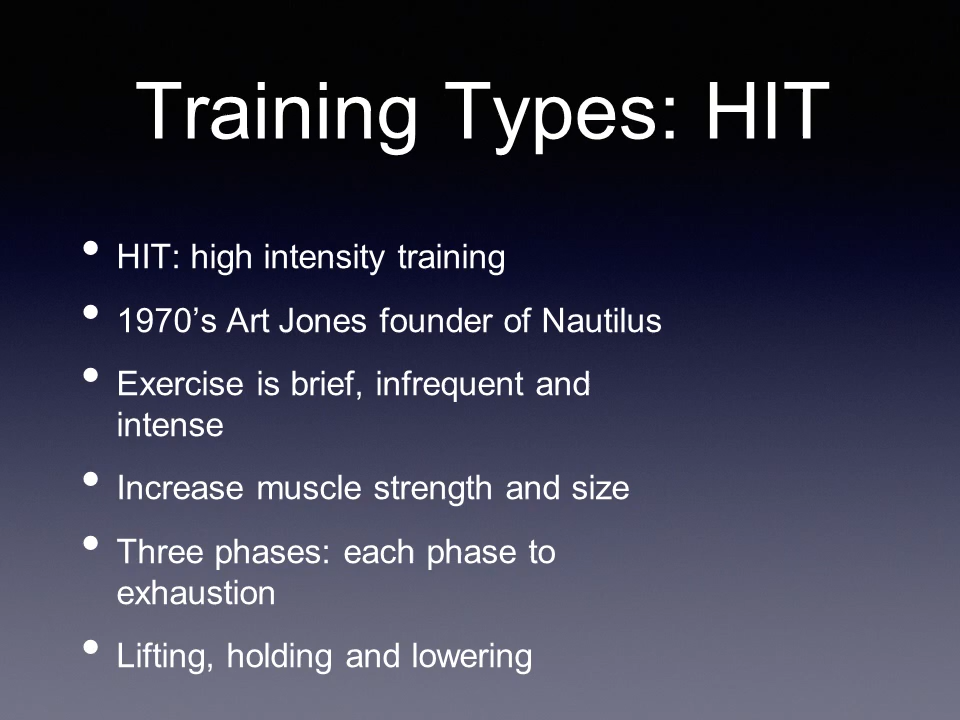 Training Types: HIT
• HIT: high intensity training
• 1970’s Art Jones founder of Nautilus
• Exercise is brief, infrequent and
intense
• Increase muscle strength and size
• Three phases: each phase to
exhaustion
• Lifting, holding and lowering